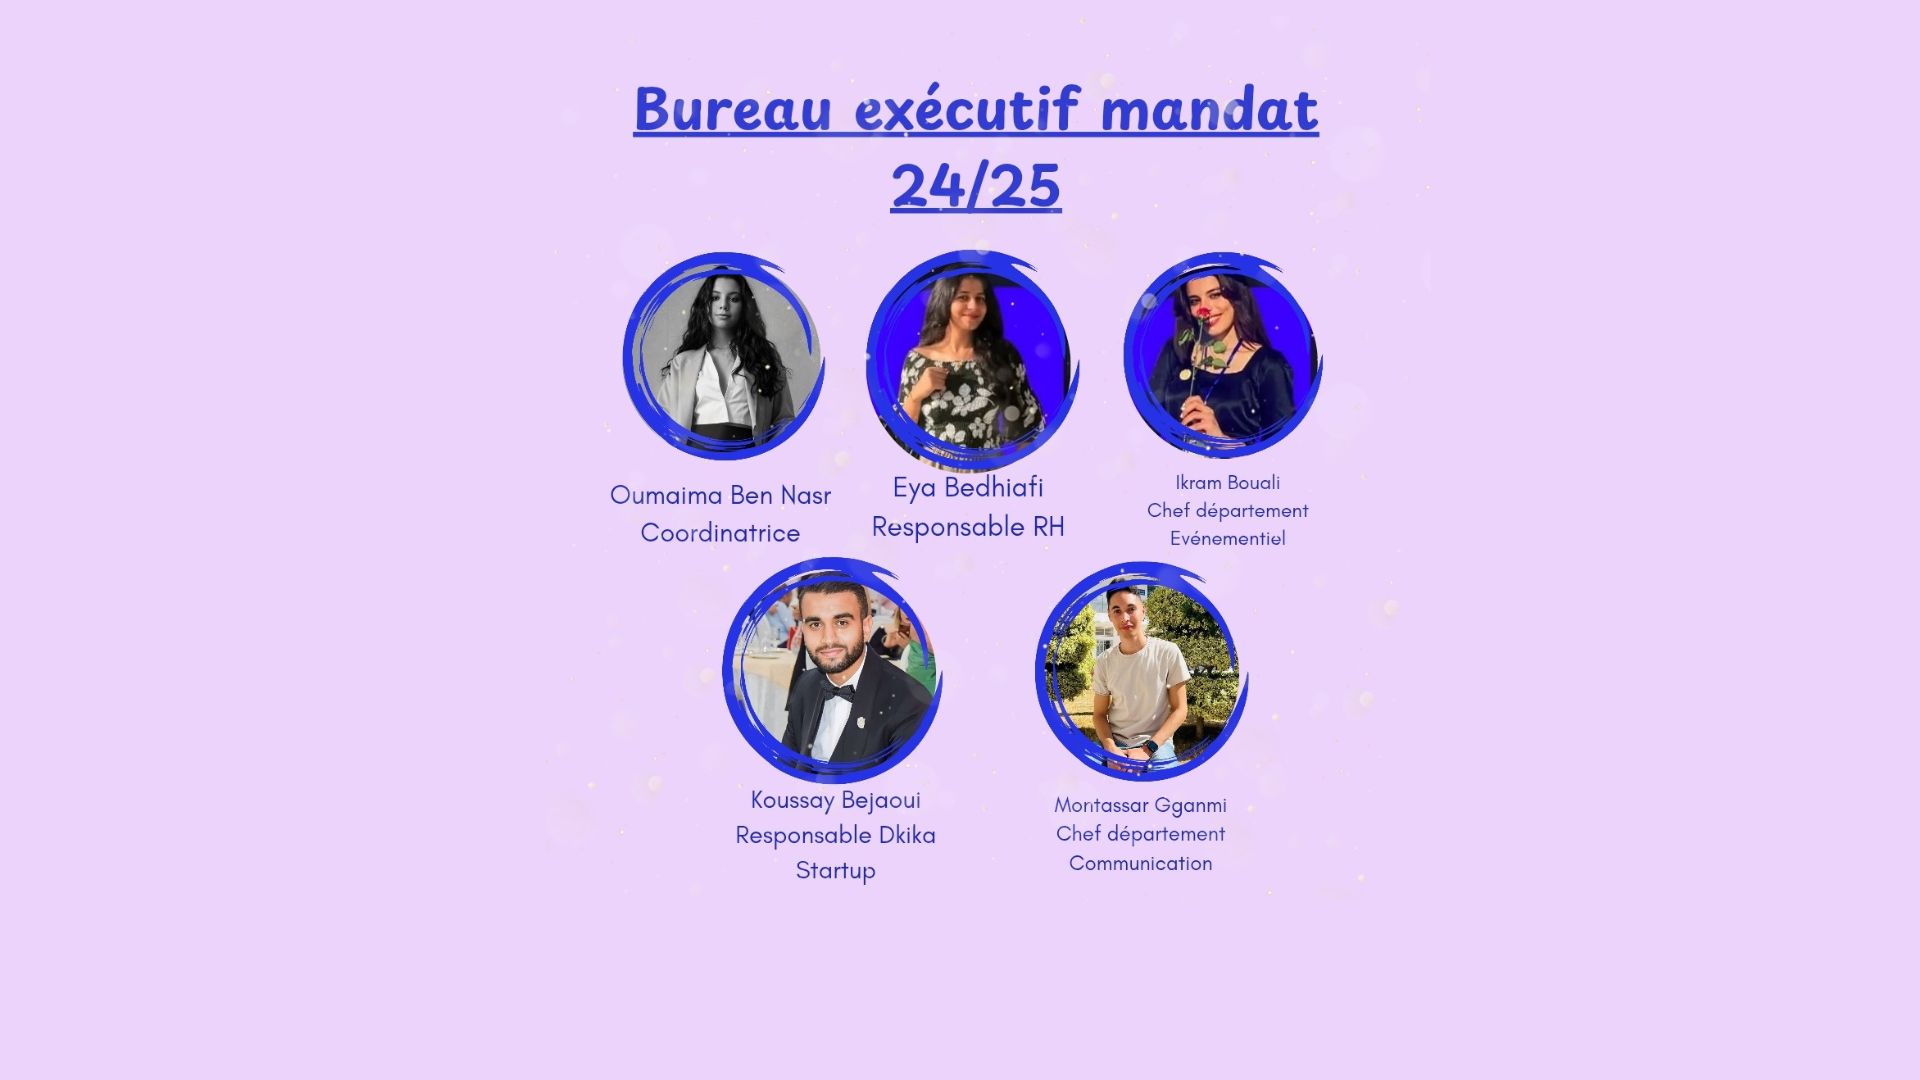 Bureau exécutif mandat
24/25
Oumaima Ben Nasr
Coordinatrice
Eya Bedhiafi
Responsable RH
Ikram Bouali
Chef département
Evénementiel
Koussay Bejaoui
Responsable Dkika
Startup
Montassar Gganmi
Chef département
Communication